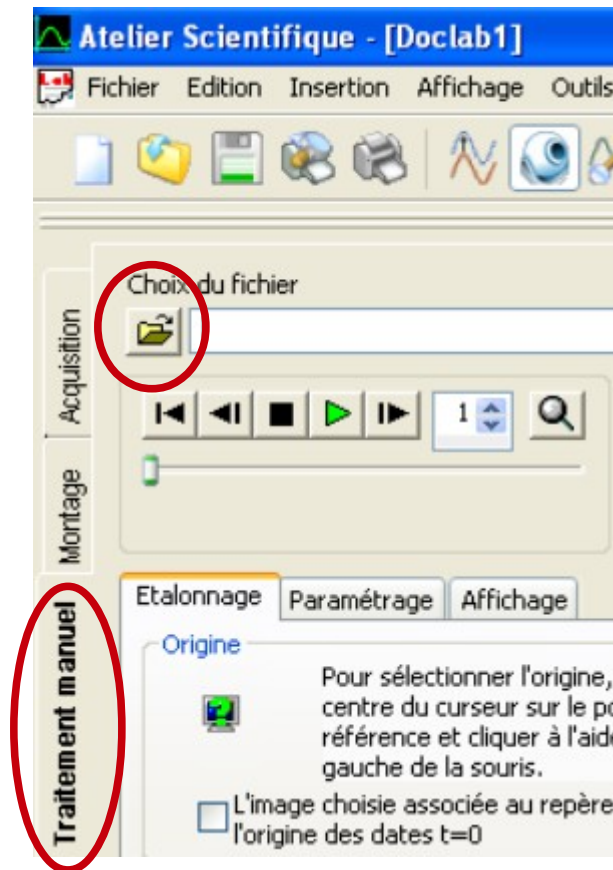 Atelier Scientifique - [Doclab1]
Fichier Edition Insertion Affichage Outils
Choix du fichier
Acquisition
1
Montage
Traitement manuel
Etalonnage Paramétrage Affichage
Origine
Pour sélectionner l'origine,
centre du curseur sur le po
référence et cliquer à l'aide
gauche de la souris.
L'image choisie associée au repère
l'origine des dates t=0